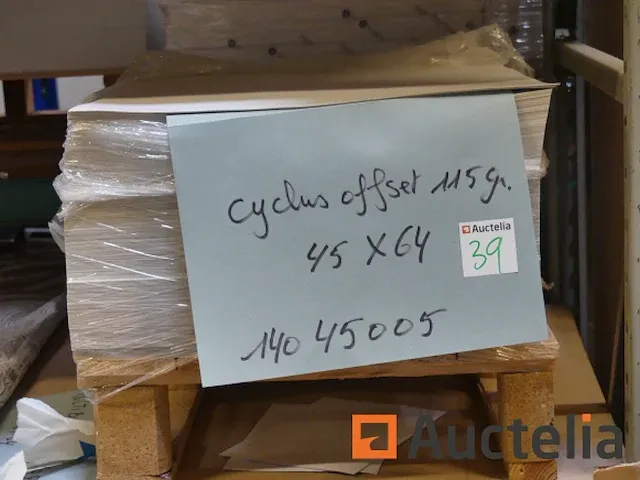 cyclus offset 115 gr.
45 x 64
Auctelia
39
140 45005
Auctelia